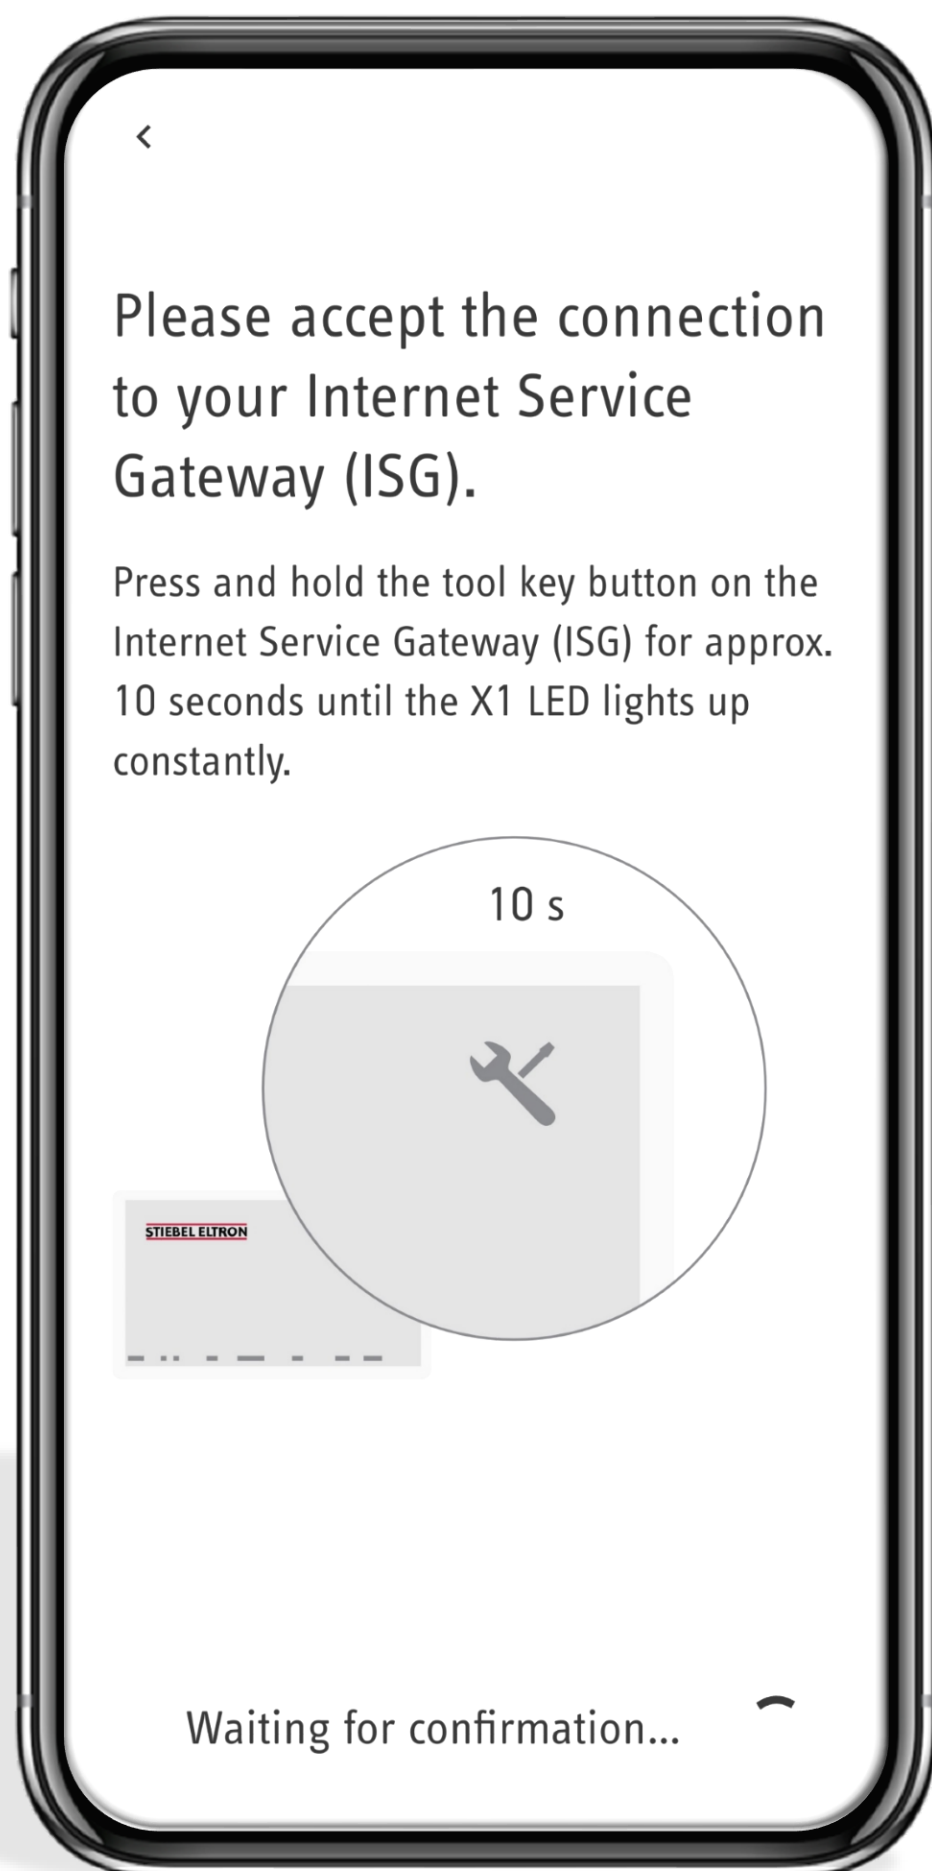 Please accept the connection
to your Internet Service
Gateway (ISG).
Press and hold the tool key button on the
Internet Service Gateway (ISG) for approx.
10 seconds until the X1 LED lights up
constantly.
10 s
STIEBEL ELTRON
Waiting for confirmation...